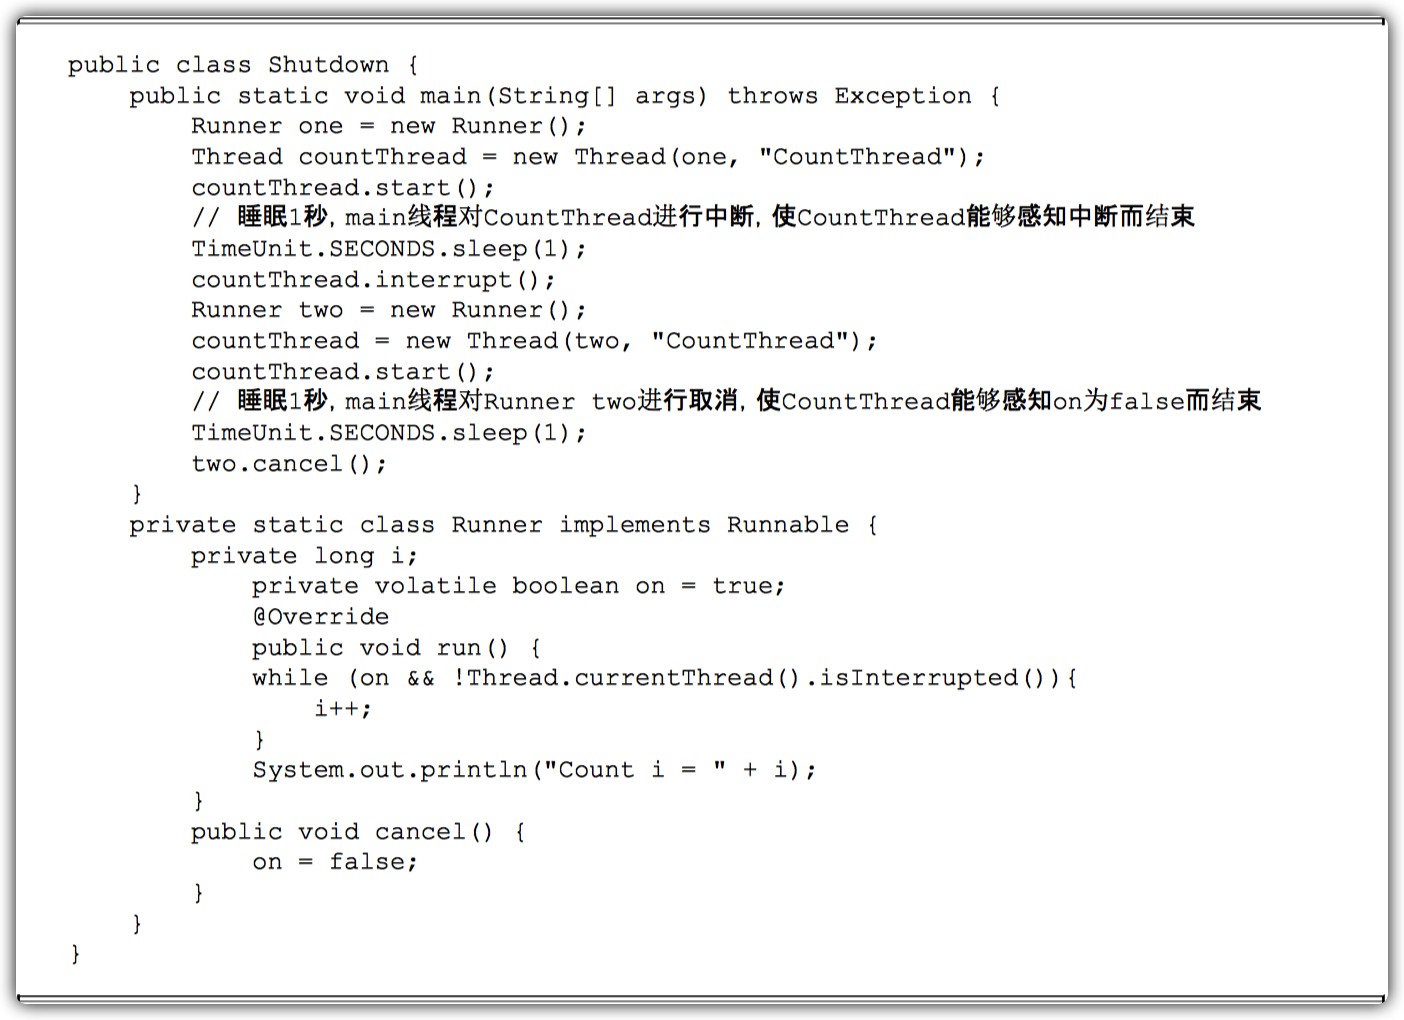 public class Shutdown {
public static void main(String[] args) throws Exception {
Runner one = new Runner();
Thread countThread = new Thread(one, "CountThread");
countThread.start();
// 睡眠1秒，main线程对CountThread进行中断，使CountThread能够感知中断而结束
TimeUnit.SECONDS.sleep(1);
countThread.interrupt();
Runner two = new Runner();
countThread = new Thread(two, "CountThread");
countThread.start();
// 睡眠1秒，main线程对Runner two进行取消，使CountThread能够感知on为false而结束
TimeUnit.SECONDS.sleep(1);
two.cancel();
}
private static class Runner implements Runnable {
private long i;
private volatile boolean on = true;
@Override
public void run() {
while (on && !Thread.currentThread().isInterrupted()){
i++;
}
System.out.println("Count i = " + i);
}
public void cancel() {
on = false;
}
}
}